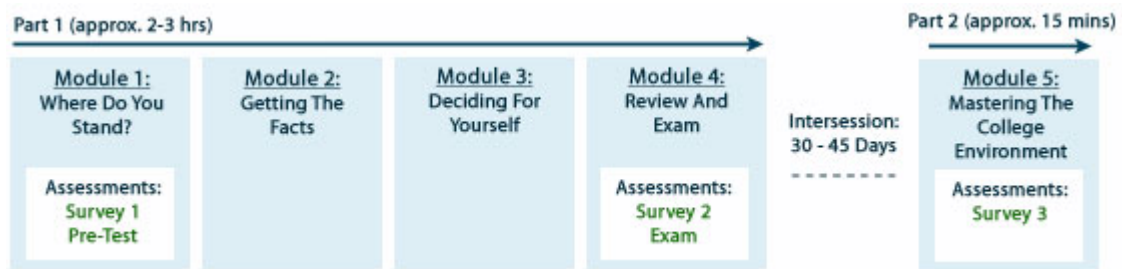 Part 1 (approx. 2-3 hrs)
Part 2 (approx. 15 mins)
Module 1:
Where Do You
Stand?
Assessments:
Survey 1
Pre-Test
Module 2:
Getting The
Facts
Module 3:
Deciding For
Yourself
Module 4:
Review And
Exam
Assessments:
Survey 2
Exam
Intersession:
30 - 45 Days
Module 5:
Mastering The
College
Environment
Assessments:
Survey 3